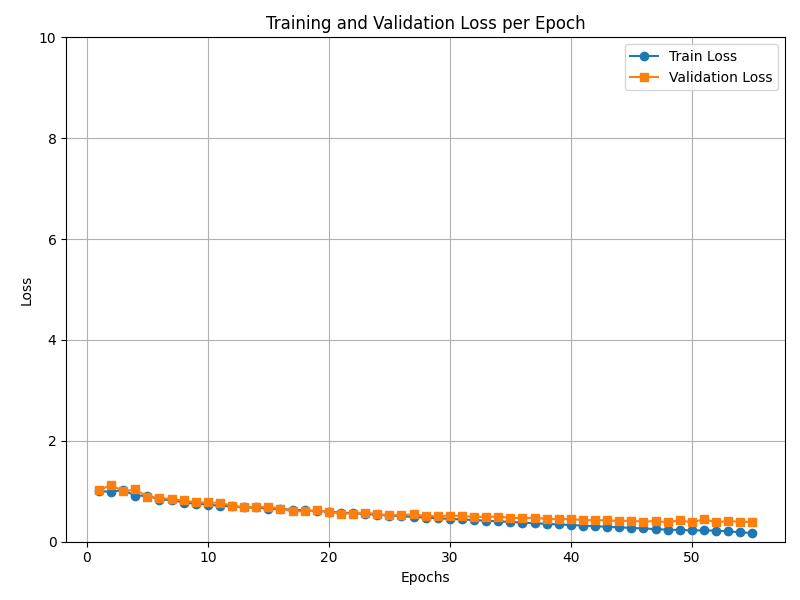 Training and Validation Loss per Epoch
10
8
6
4
2
0
Loss
Train Loss
Validation Loss
0 10 20 30 40 50
Epochs